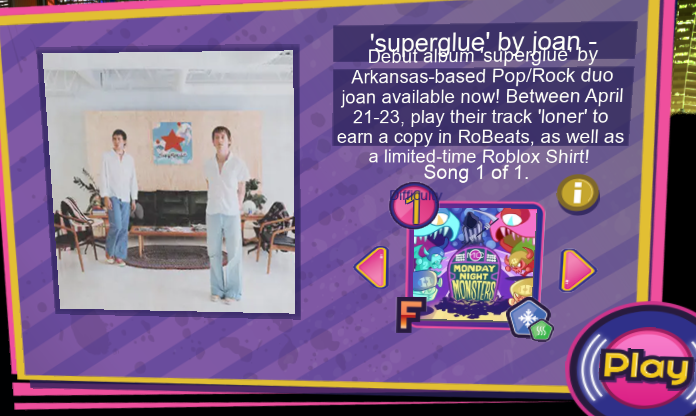 'superglue' by joan -
Debut album 'superglue' by
Arkansas-based Pop/Rock duo
joan available now! Between April
21-23, play their track 'loner' to
earn a copy in RoBeats, as well as
a limited-time Roblox Shirt!
Song 1 of 1.
Difficulty
1
i
MONDAY
NIGHT
MONSTERS
F
Play